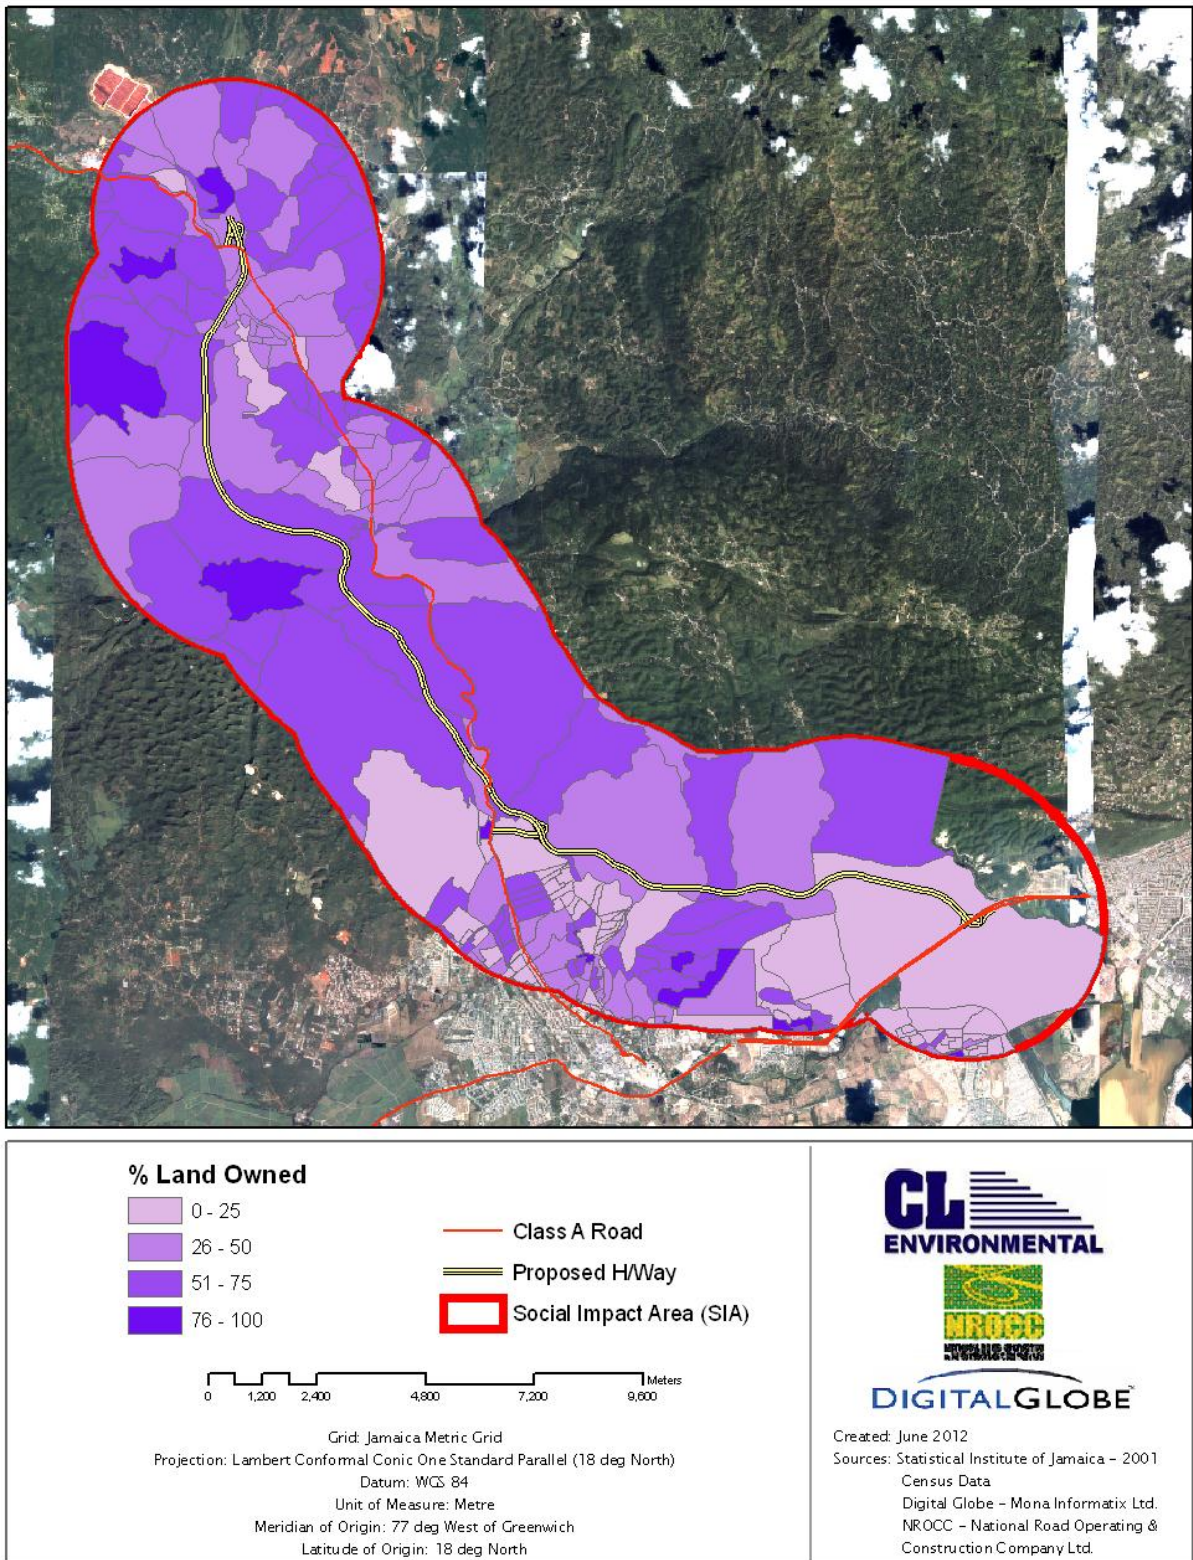 % Land Owned
0 - 25
26 - 50
51 - 75
76 - 100
Class A Road
Proposed H/Way
Social Impact Area (SIA)
Meters
0 1,200 2,400 4,800 7,200 9,600
Grid: Jamaica Metric Grid
Projection: Lambert Conformal Conic One Standard Parallel (18 deg North)
Datum: WGS 84
Unit of Measure: Metre
Meridian of Origin: 77 deg West of Greenwich
Latitude of Origin: 18 deg North
CL
ENVIRONMENTAL
NROCC
DIGITALGLOBE
Created: June 2012
Sources: Statistical Institute of Jamaica - 2001
Census Data
Digital Globe - Mona Informatix Ltd.
NROCC - National Road Operating &
Construction Company Ltd.